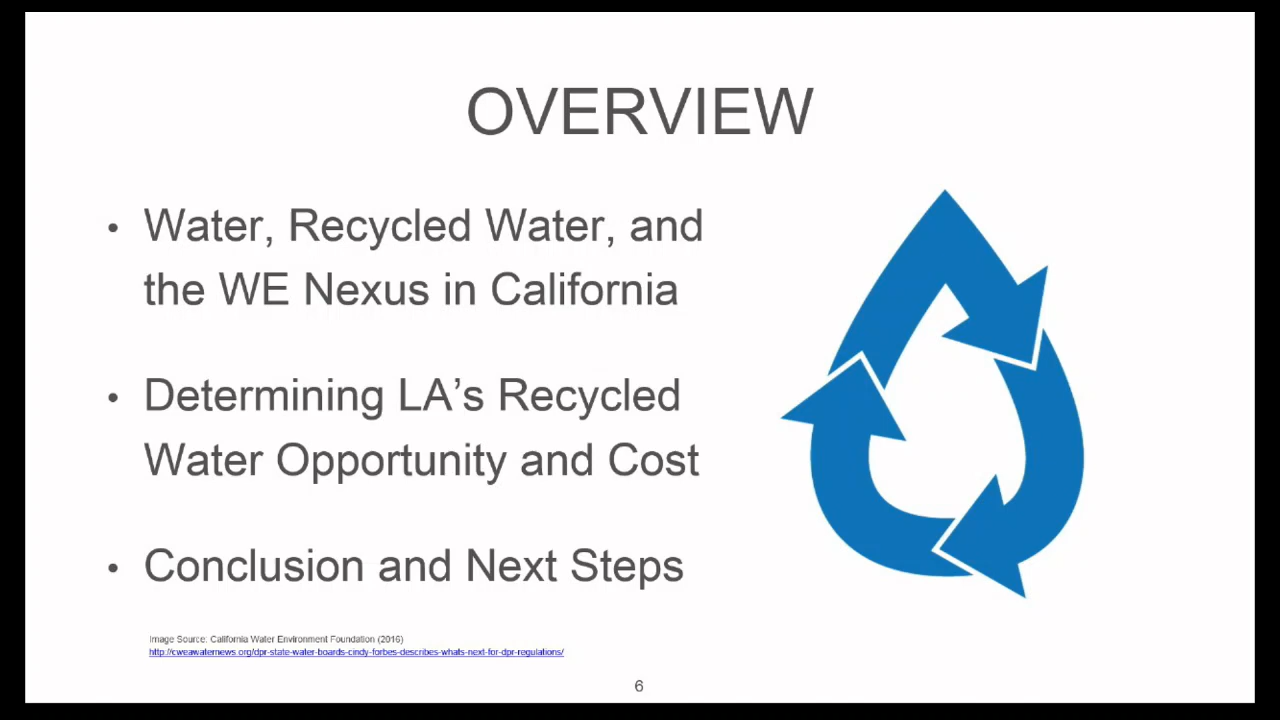 OVERVIEW
• Water, Recycled Water, and
the WE Nexus in California
• Determining LA's Recycled
Water Opportunity and Cost
• Conclusion and Next Steps
Image Source: California Water Environment Foundation (2016)
http://cweawaternews.org/dpr-state-water-boards-cindy-forbes-describes-whats-next-for-dpr-regulations/
6